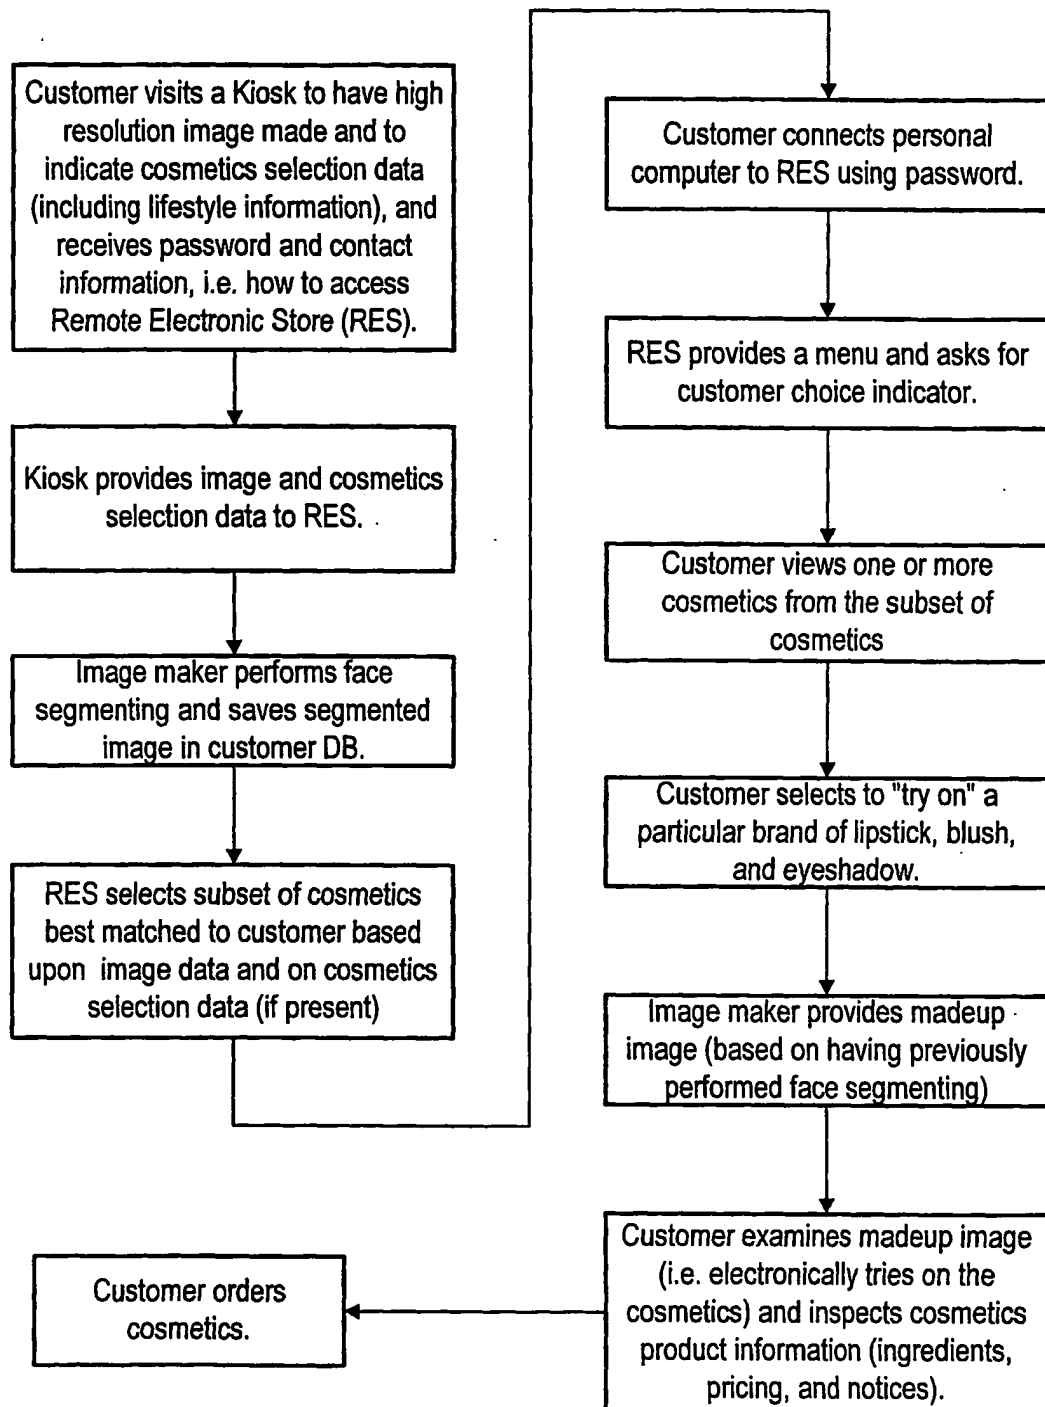 Customer visits a Kiosk to have high
resolution image made and to
indicate cosmetics selection data
(including lifestyle information), and
receives password and contact
information, i.e. how to access
Remote Electronic Store (RES).
Kiosk provides image and cosmetics
selection data to RES.
Image maker performs face
segmenting and saves segmented
image in customer DB.
RES selects subset of cosmetics
best matched to customer based
upon image data and on cosmetics
selection data (if present)
Customer connects personal
computer to RES using password.
RES provides a menu and asks for
customer choice indicator.
Customer views one or more
cosmetics from the subset of
cosmetics
Customer selects to "try on" a
particular brand of lipstick, blush,
and eyeshadow.
Image maker provides madeup
image (based on having previously
performed face segmenting)
Customer examines madeup image
(i.e. electronically tries on the
cosmetics) and inspects cosmetics
product information (ingredients,
pricing, and notices).
Customer orders
cosmetics.